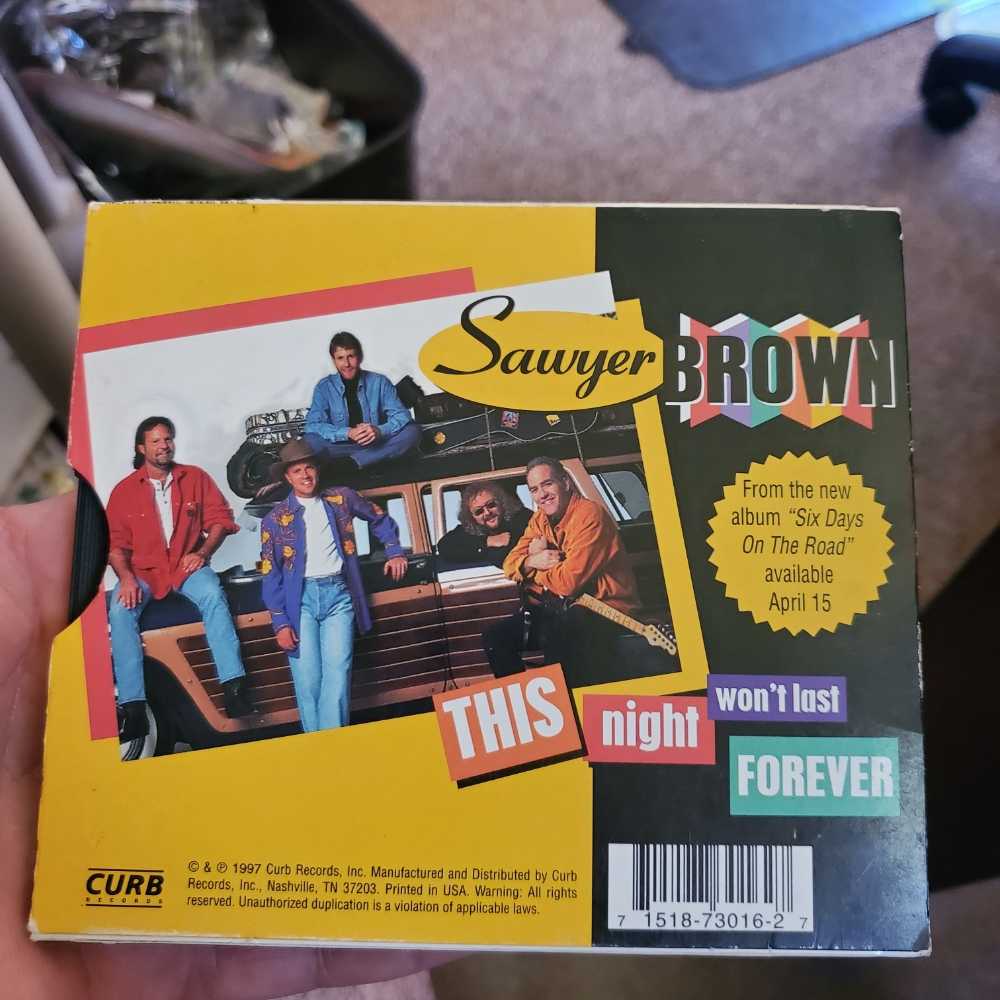 Sawyer BROWN
From the new
album “Six Days
On The Road”
available
April 15
THIS night won't last FOREVER
CURB
RECORDS
© & ℗ 1997 Curb Records, Inc. Manufactured and Distributed by Curb
Records, Inc., Nashville, TN 37203. Printed in USA. Warning: All rights
reserved. Unauthorized duplication is a violation of applicable laws.
7 1518-73016-2 7